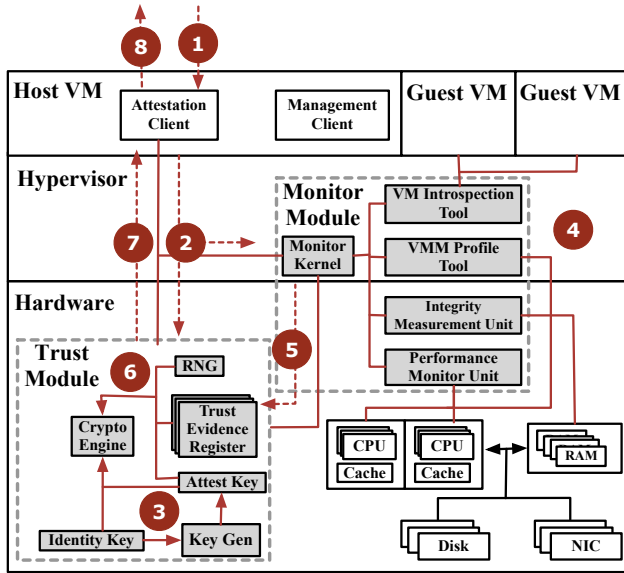 8
1
Host VM
Attestation
Client
Management
Client
Guest VM
Guest VM
Hypervisor
Monitor
Module
VM Introspection
Tool
4
7
2
Monitor
Kernel
VMM Profile
Tool
Hardware
Integrity
Measurement Unit
5
Trust
Module
6
RNG
Performance
Monitor Unit
Crypto
Engine
Trust
Evidence
Register
CPU
Cache
CPU
Cache
RAM
Attest Key
3
Identity Key
Key Gen
Disk
NIC